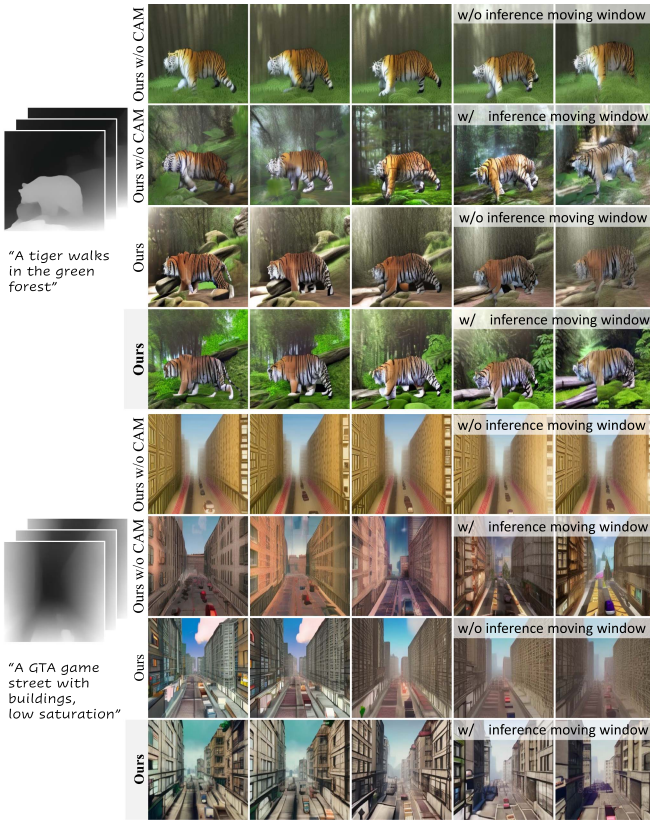 Ours w/o CAM
w/o inference moving window
Ours w/o CAM
w/ inference moving window
Ours
w/o inference moving window
Ours
w/ inference moving window
“A tiger walks
in the green
forest”
Ours w/o CAM
w/o inference moving window
Ours w/o CAM
w/ inference moving window
Ours
w/o inference moving window
Ours
w/ inference moving window
“A GTA game
street with
buildings,
low saturation”